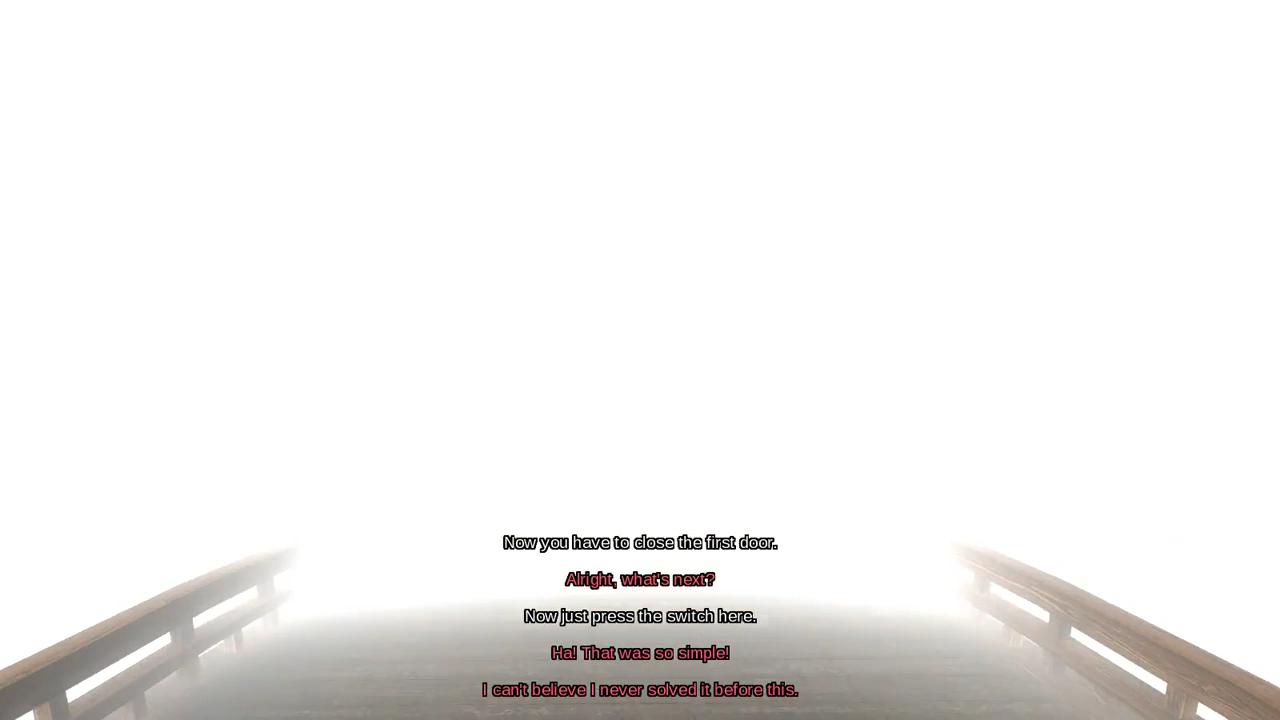 Now you have to close the first door.
Alright, what's next?
Now just press the switch here.
Ha! That was so simple!
I can't believe I never solved it before this.